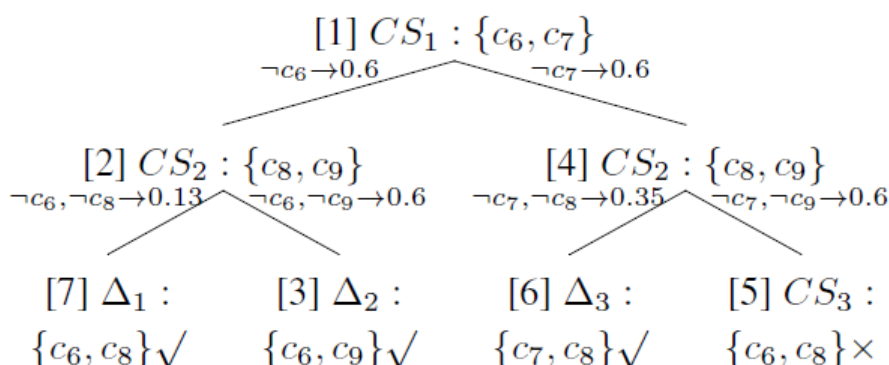 [1] CS₁ : {c₆, c₇}
¬c₆→0.6 ¬c₇→0.6
[2] CS₂ : {c₈, c₉} [4] CS₂ : {c₈, c₉}
¬c₆,¬c₈→0.13 ¬c₆,¬c₉→0.6 ¬c₇,¬c₈→0.35 ¬c₇,¬c₉→0.6
[7] Δ₁ : [3] Δ₂ : [6] Δ₃ : [5] CS₃ :
{c₆, c₈}√ {c₆, c₉}√ {c₇, c₈}√ {c₆, c₈}×